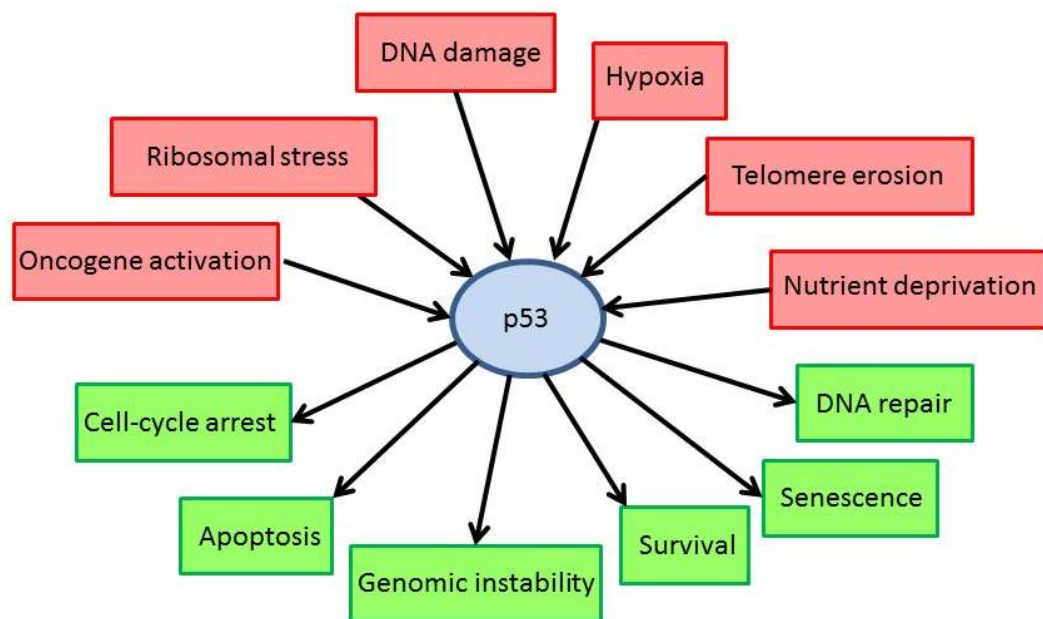 DNA damage
Hypoxia
Ribosomal stress
Telomere erosion
Oncogene activation
Nutrient deprivation
p53
Cell-cycle arrest
DNA repair
Apoptosis
Senescence
Genomic instability
Survival